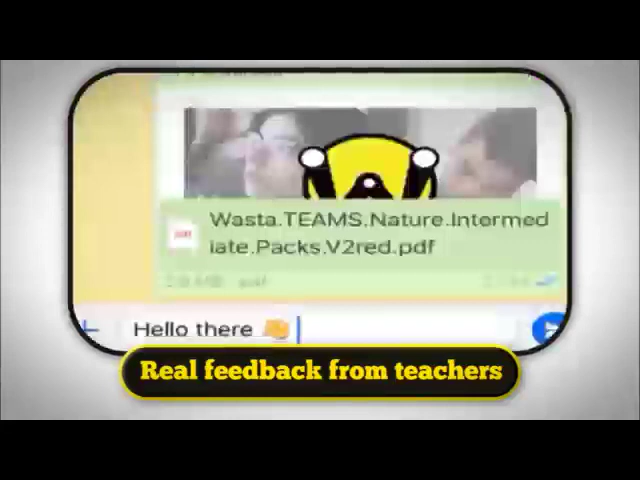 Wasta.TEAMS.Nature.Intermed
iate.Packs.V2red.pdf
Hello there
Real feedback from teachers